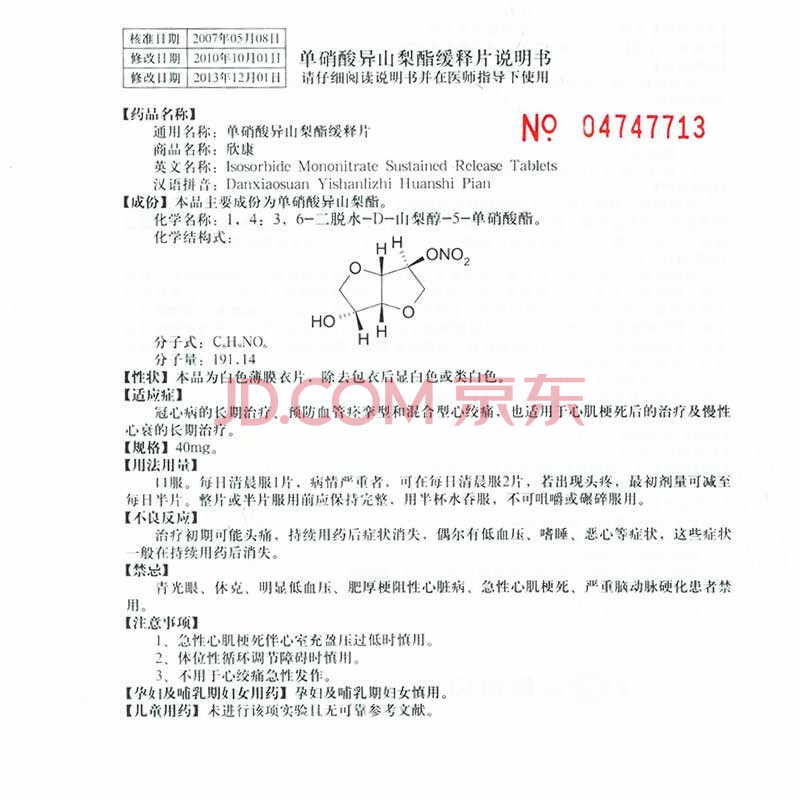 核准日期 2007年05月08日
修改日期 2010年10月01日
修改日期 2013年12月01日
单硝酸异山梨酯缓释片说明书
请仔细阅读说明书并在医师指导下使用
【药品名称】
通用名称：单硝酸异山梨酯缓释片
№ 04747713
商品名称：欣康
英文名称：Isosorbide Mononitrate Sustained Release Tablets
汉语拼音：Danxiaosuan Yishanlizhi Huanshi Pian
【成份】本品主要成份为单硝酸异山梨酯。
化学名称：1，4：3，6-二脱水-D-山梨醇-5-单硝酸酯。
化学结构式：
H H
O ONO₂
HO O
H H
分子式：C₆H₉NO₆
分子量：191.14
【性状】本品为白色薄膜衣片，除去包衣后显白色或类白色。
JD.COM 京东
【适应症】
冠心病的长期治疗、预防血管痉挛型和混合型心绞痛，也适用于心肌梗死后的治疗及慢性
心衰的长期治疗。
【规格】40mg。
【用法用量】
口服。每日清晨服1片，病情严重者，可在每日清晨服2片，若出现头疼，最初剂量可减至
每日半片。整片或半片服用前应保持完整，用半杯水吞服，不可咀嚼或碾碎服用。
【不良反应】
治疗初期可能头痛，持续用药后症状消失，偶尔有低血压、嗜睡、恶心等症状，这些症状
一般在持续用药后消失。
【禁忌】
青光眼、休克、明显低血压、肥厚梗阻性心脏病、急性心肌梗死、严重脑动脉硬化患者禁
用。
【注意事项】
1、急性心肌梗死伴心室充盈压过低时慎用。
2、体位性循环调节障碍时慎用。
3、不用于心绞痛急性发作。
【孕妇及哺乳期妇女用药】孕妇及哺乳期妇女慎用。
【儿童用药】未进行该项实验且无可靠参考文献。